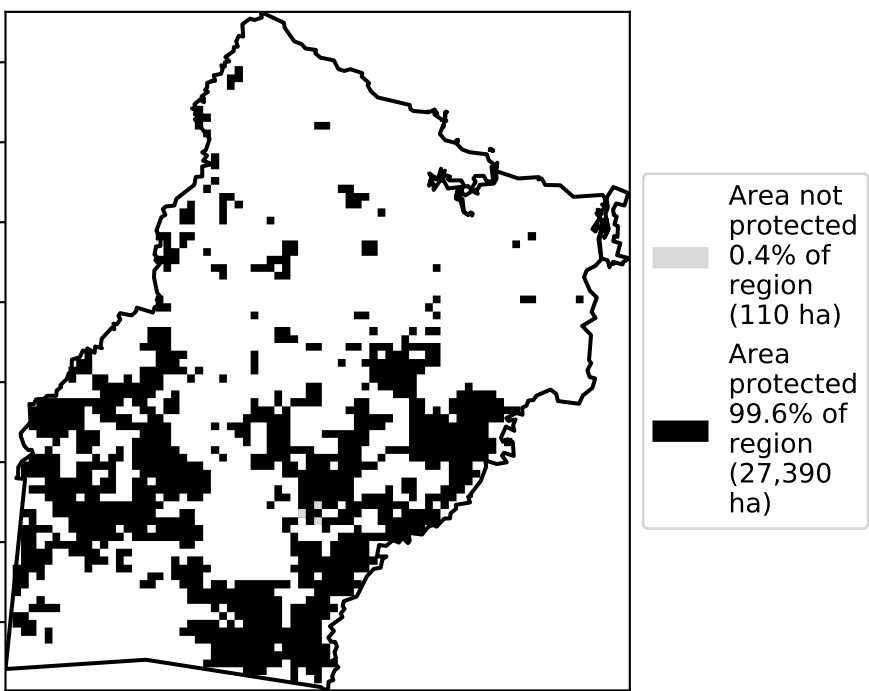 Area not
protected
0.4% of
region
(110 ha)
Area
protected
99.6% of
region
(27,390
ha)